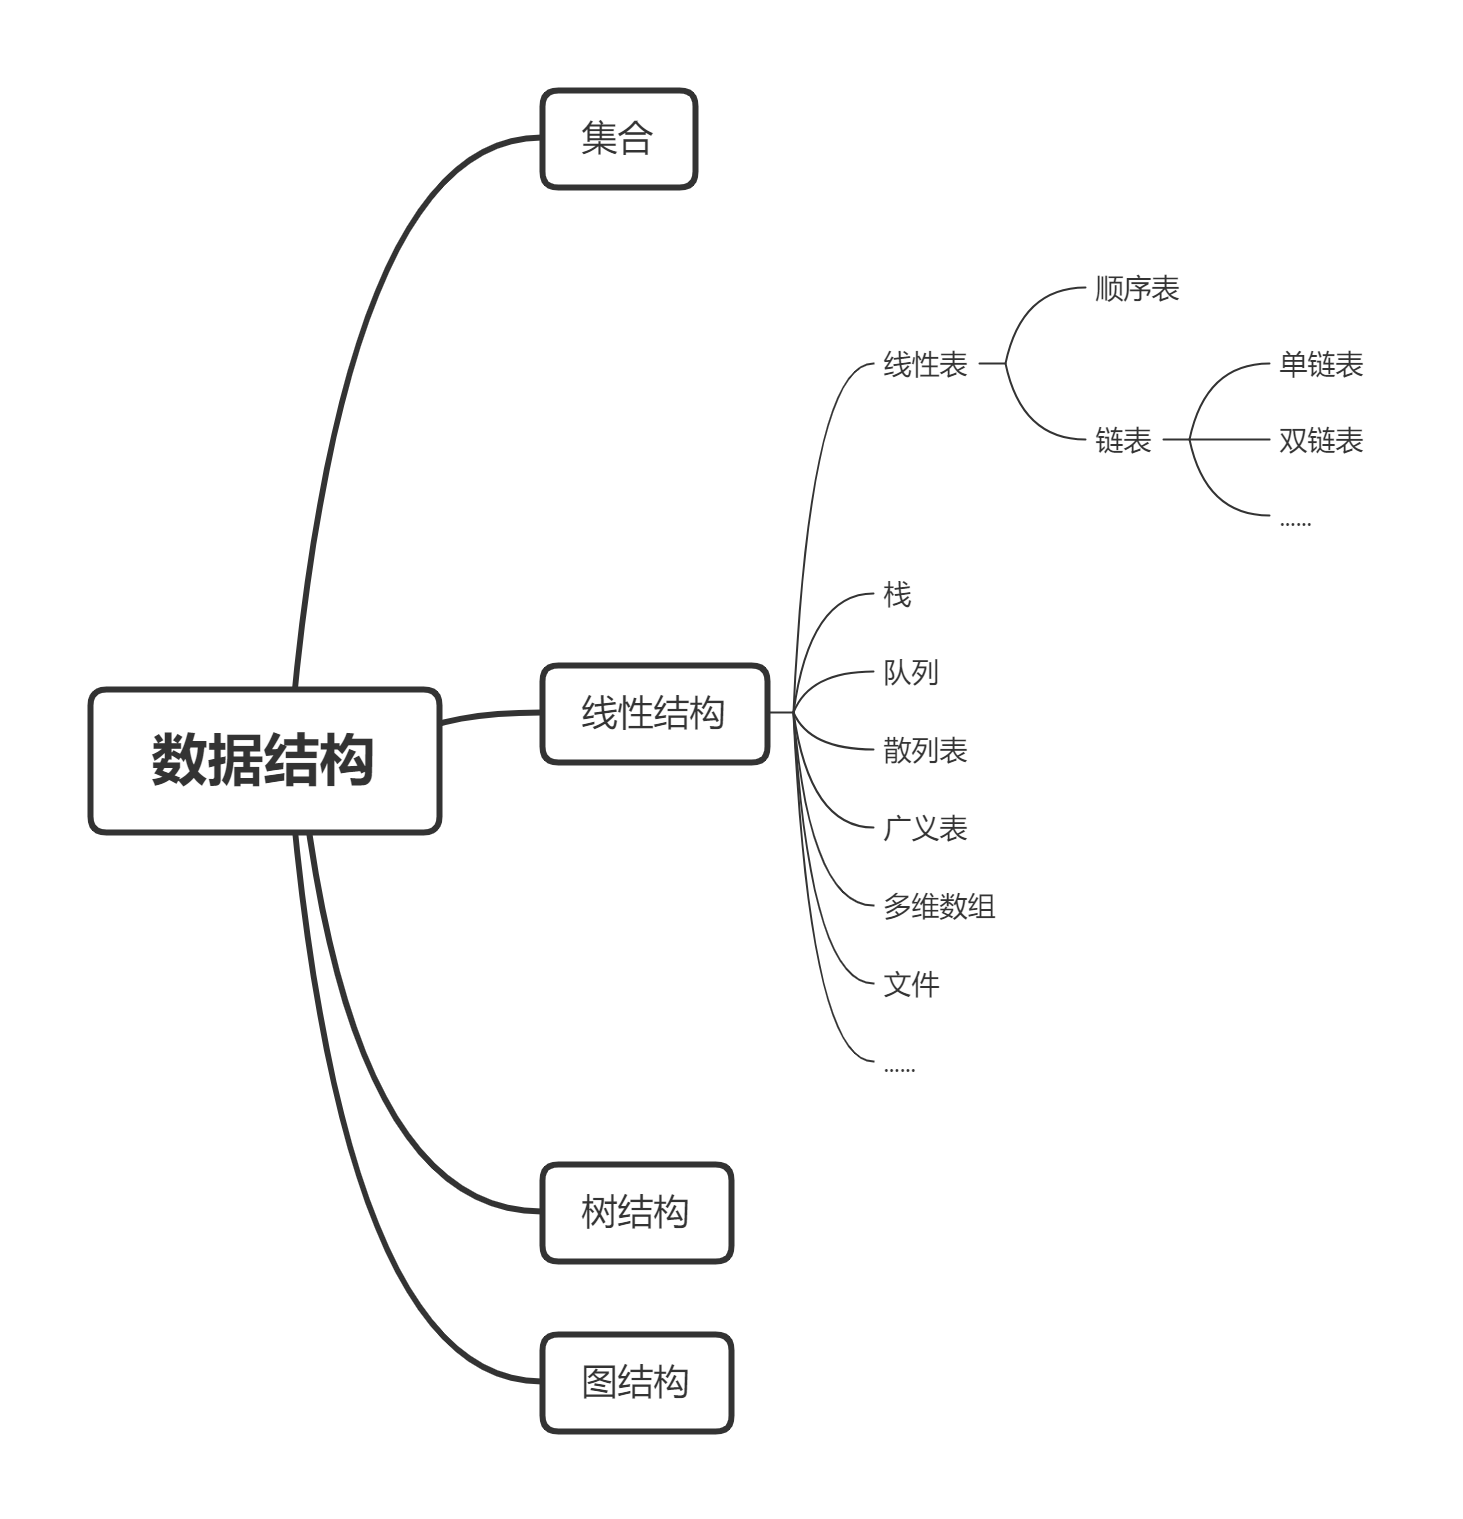 数据结构
集合
线性结构
线性表
顺序表
链表
单链表
双链表
……
栈
队列
散列表
广义表
多维数组
文件
……
树结构
图结构